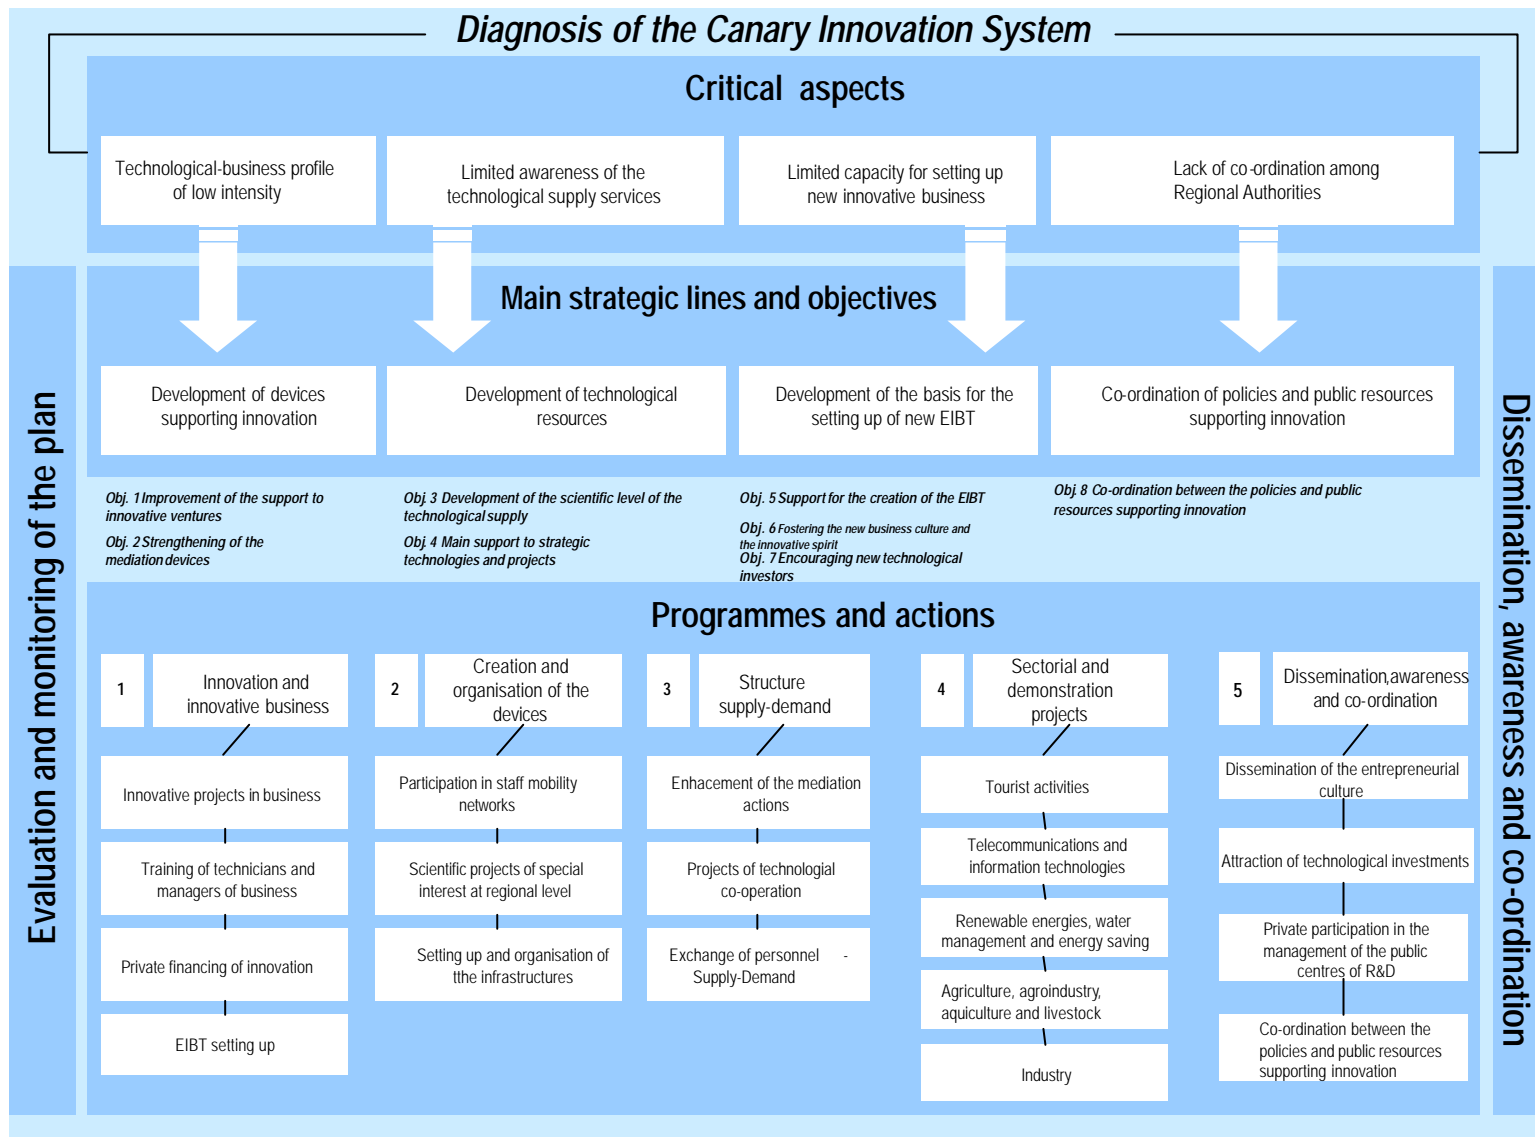 Diagnosis of the Canary Innovation System
Critical aspects
Technological-business profile
of low intensity
Limited awareness of the
technological supply services
Limited capacity for setting up
new innovative business
Lack of co-ordination among
Regional Authorities
Main strategic lines and objectives
Development of devices
supporting innovation
Development of technological
resources
Development of the basis for the
setting up of new EIBT
Co-ordination of policies and public resources
supporting innovation
Obj. 1 Improvement of the support to
innovative ventures
Obj. 2 Strengthening of the
mediation devices
Obj. 3 Development of the scientific level of the
technological supply
Obj. 4 Main support to strategic
technologies and projects
Obj. 5 Support for the creation of the EIBT
Obj. 6 Fostering the new business culture and
the innovative spirit
Obj. 7 Encouraging new technological
investors
Obj. 8 Co-ordination between the policies and public
resources supporting innovation
Evaluation and monitoring of the plan
Dissemination, awareness and co-ordination
Programmes and actions
1
Innovation and
innovative business
Innovative projects in business
Training of technicians and
managers of business
Private financing of innovation
EIBT setting up
2
Creation and
organisation of the
devices
Participation in staff mobility
networks
Scientific projects of special
interest at regional level
Setting up and organisation of
tthe infrastructures
3
Structure
supply-demand
Enhacement of the mediation
actions
Projects of technologial
co-operation
Exchange of personnel -
Supply-Demand
4
Sectorial and
demonstration
projects
Tourist activities
Telecommunications and
information technologies
Renewable energies, water
management and energy saving
Agriculture, agroindustry,
aquiculture and livestock
Industry
5
Dissemination,awareness
and co-ordination
Dissemination of the entrepreneurial
culture
Attraction of technological investments
Private participation in the
management of the public
centres of R&D
Co-ordination between the
policies and public resources
supporting innovation